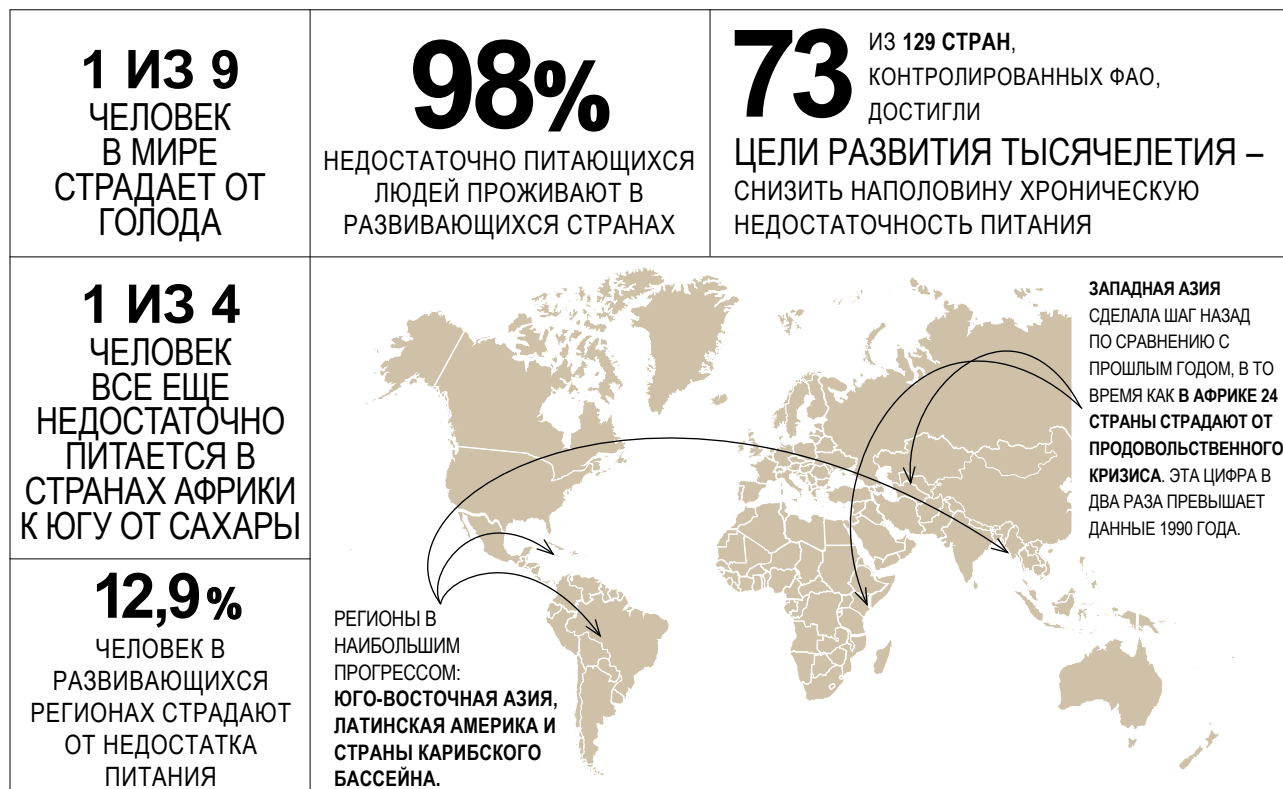 1 ИЗ 9
ЧЕЛОВЕК
В МИРЕ
СТРАДАЕТ ОТ
ГОЛОДА
98%
НЕДОСТАТОЧНО ПИТАЮЩИХСЯ
ЛЮДЕЙ ПРОЖИВАЮТ В
РАЗВИВАЮЩИХСЯ СТРАНАХ
73
ИЗ 129 СТРАН,
КОНТРОЛИРОВАННЫХ ФАО,
ДОСТИГЛИ
ЦЕЛИ РАЗВИТИЯ ТЫСЯЧЕЛЕТИЯ –
СНИЗИТЬ НАПОЛОВИНУ ХРОНИЧЕСКУЮ
НЕДОСТАТОЧНОСТЬ ПИТАНИЯ
1 ИЗ 4
ЧЕЛОВЕК
ВСЕ ЕЩЕ
НЕДОСТАТОЧНО
ПИТАЕТСЯ В
СТРАНАХ АФРИКИ
К ЮГУ ОТ САХАРЫ
12,9%
ЧЕЛОВЕК В
РАЗВИВАЮЩИХСЯ
РЕГИОНАХ СТРАДАЮТ
ОТ НЕДОСТАТКА
ПИТАНИЯ
РЕГИОНЫ В
НАИБОЛЬШИМ
ПРОГРЕССОМ:
ЮГО-ВОСТОЧНАЯ АЗИЯ,
ЛАТИНСКАЯ АМЕРИКА И
СТРАНЫ КАРИБСКОГО
БАССЕЙНА.
ЗАПАДНАЯ АЗИЯ
СДЕЛАЛА ШАГ НАЗАД
ПО СРАВНЕНИЮ С
ПРОШЛЫМ ГОДОМ, В ТО
ВРЕМЯ КАК В АФРИКЕ 24
СТРАНЫ СТРАДАЮТ ОТ
ПРОДОВОЛЬСТВЕННОГО
КРИЗИСА. ЭТА ЦИФРА В
ДВА РАЗА ПРЕВЫШАЕТ
ДАННЫЕ 1990 ГОДА.